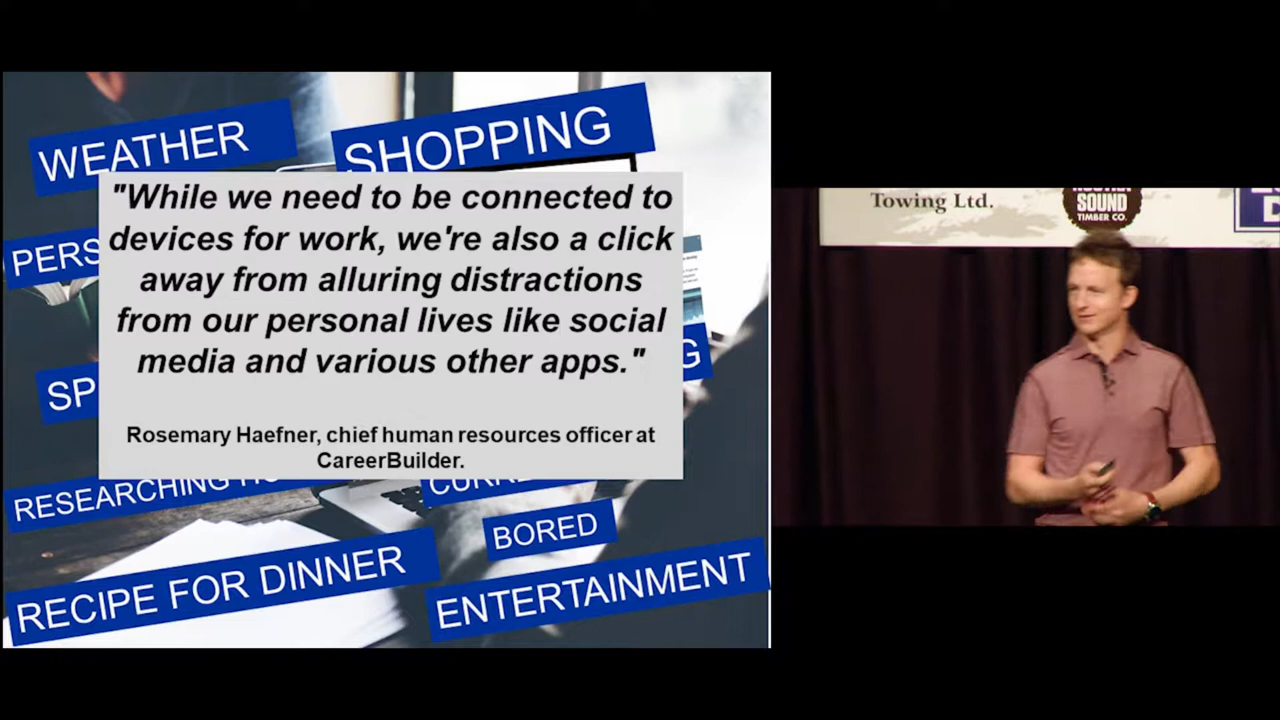 WEATHER
SHOPPING
"While we need to be connected to
devices for work, we're also a click
away from alluring distractions
from our personal lives like social
media and various other apps."
Rosemary Haefner, chief human resources officer at
CareerBuilder.
RESEARCHING
BORED
RECIPE FOR DINNER
ENTERTAINMENT
Towing Ltd.
SOUND
TIMBER CO.